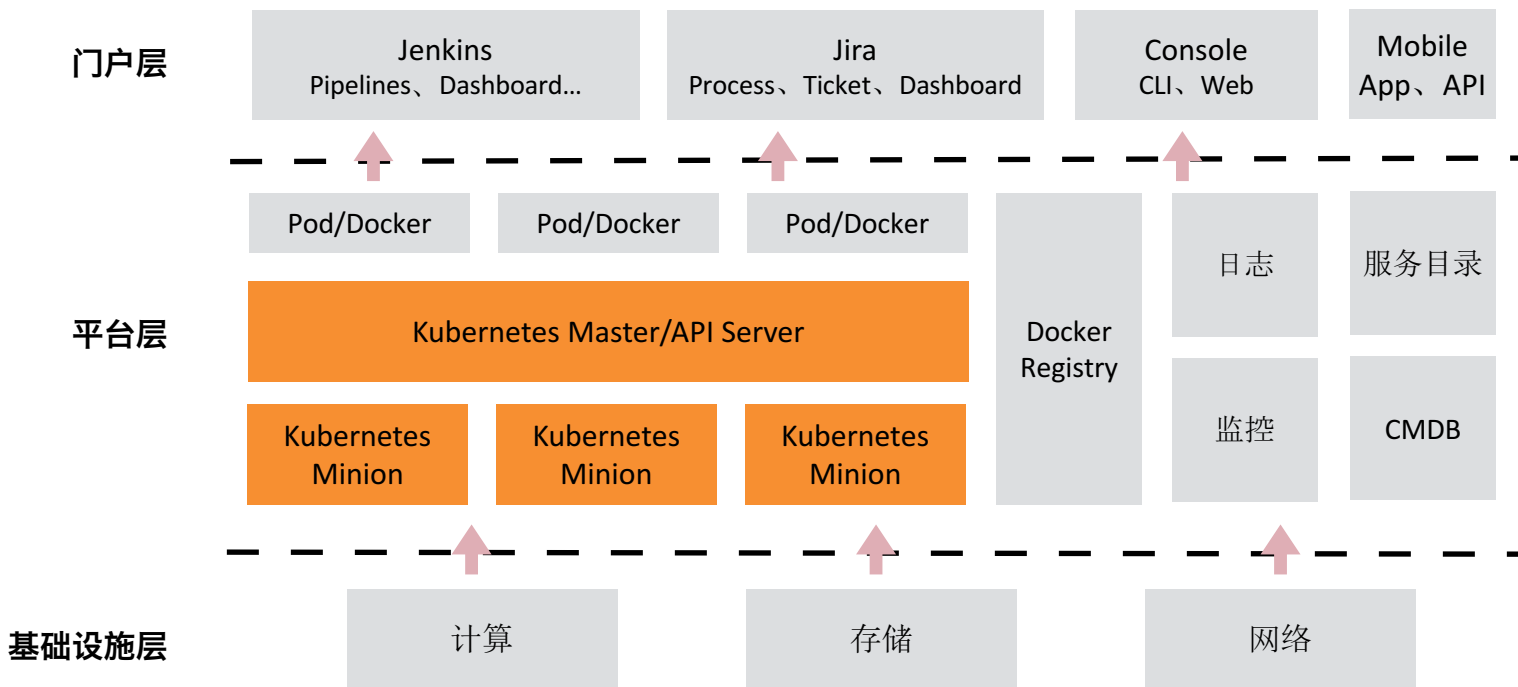 门户层
Jenkins
Pipelines、Dashboard…
Jira
Process、Ticket、Dashboard
Console
CLI、Web
Mobile
App、API
平台层
Pod/Docker
Pod/Docker
Pod/Docker
Kubernetes Master/API Server
Kubernetes
Minion
Kubernetes
Minion
Kubernetes
Minion
Docker
Registry
日志
服务目录
监控
CMDB
基础设施层
计算
存储
网络